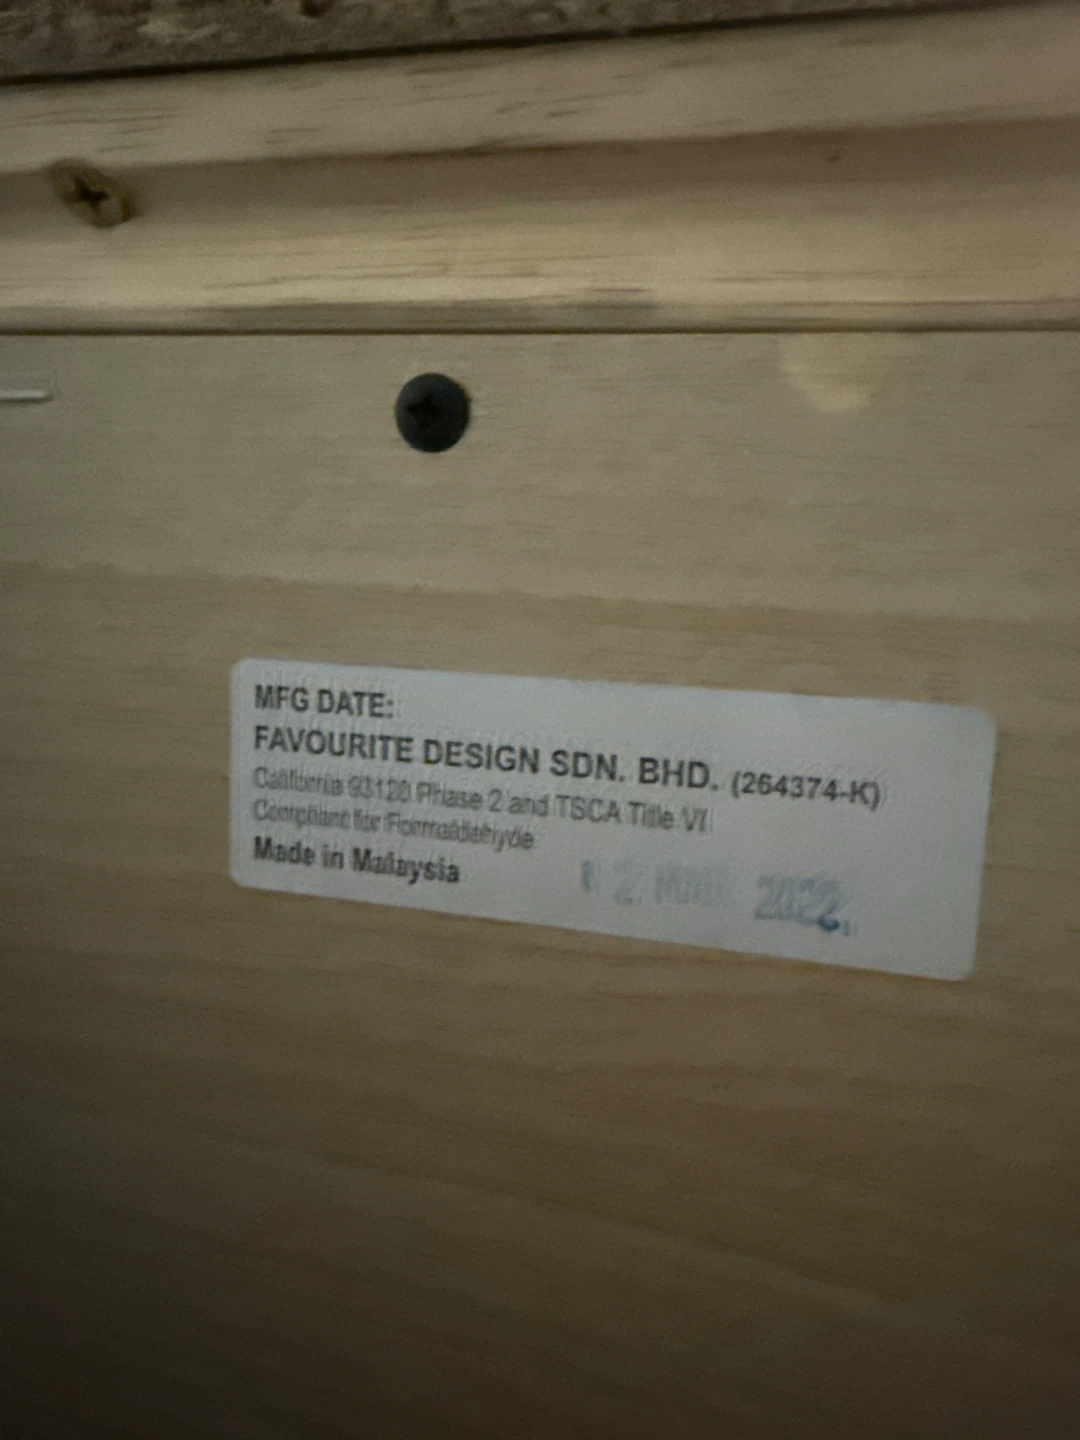 MFG DATE:
FAVOURITE DESIGN SDN. BHD. (264374-K)
California 93120 Phase 2 and TSCA Title VI
Compliant for Formaldehyde
Made in Malaysia
2022